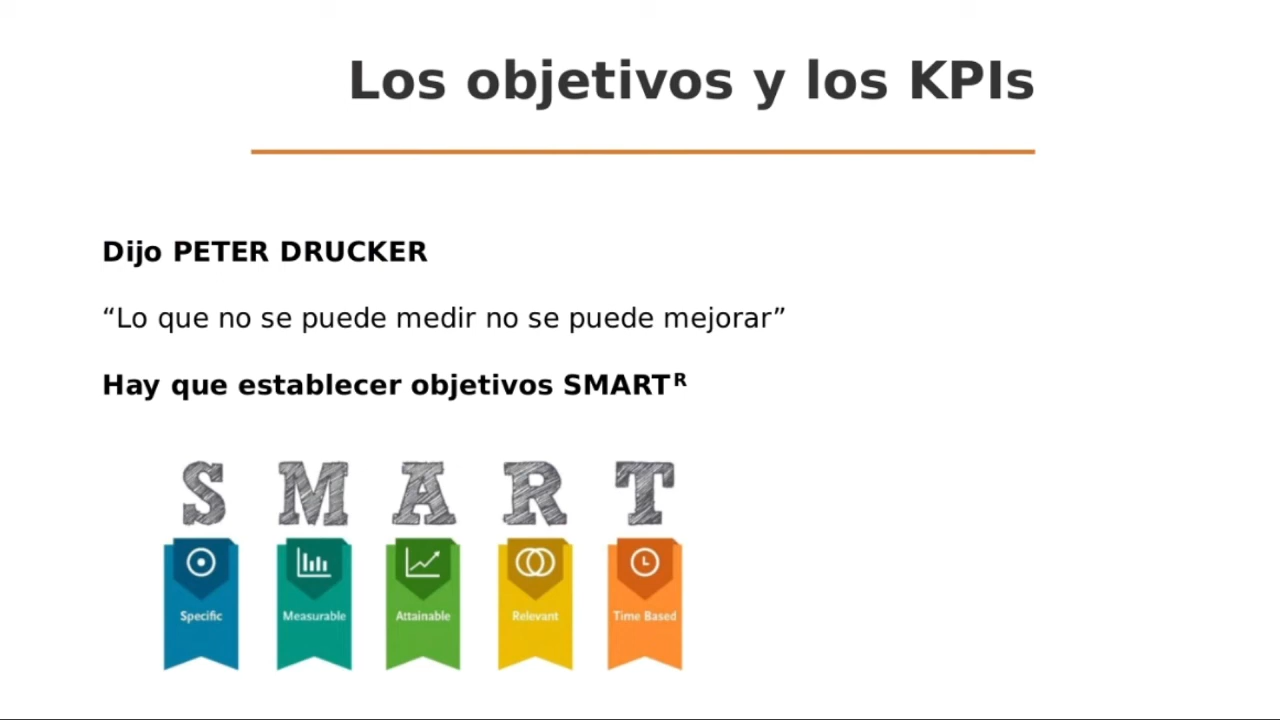 Los objetivos y los KPIs
Dijo PETER DRUCKER
“Lo que no se puede medir no se puede mejorar”
Hay que establecer objetivos SMARTᴿ
S M A R T
Specific Measurable Attainable Relevant Time Based